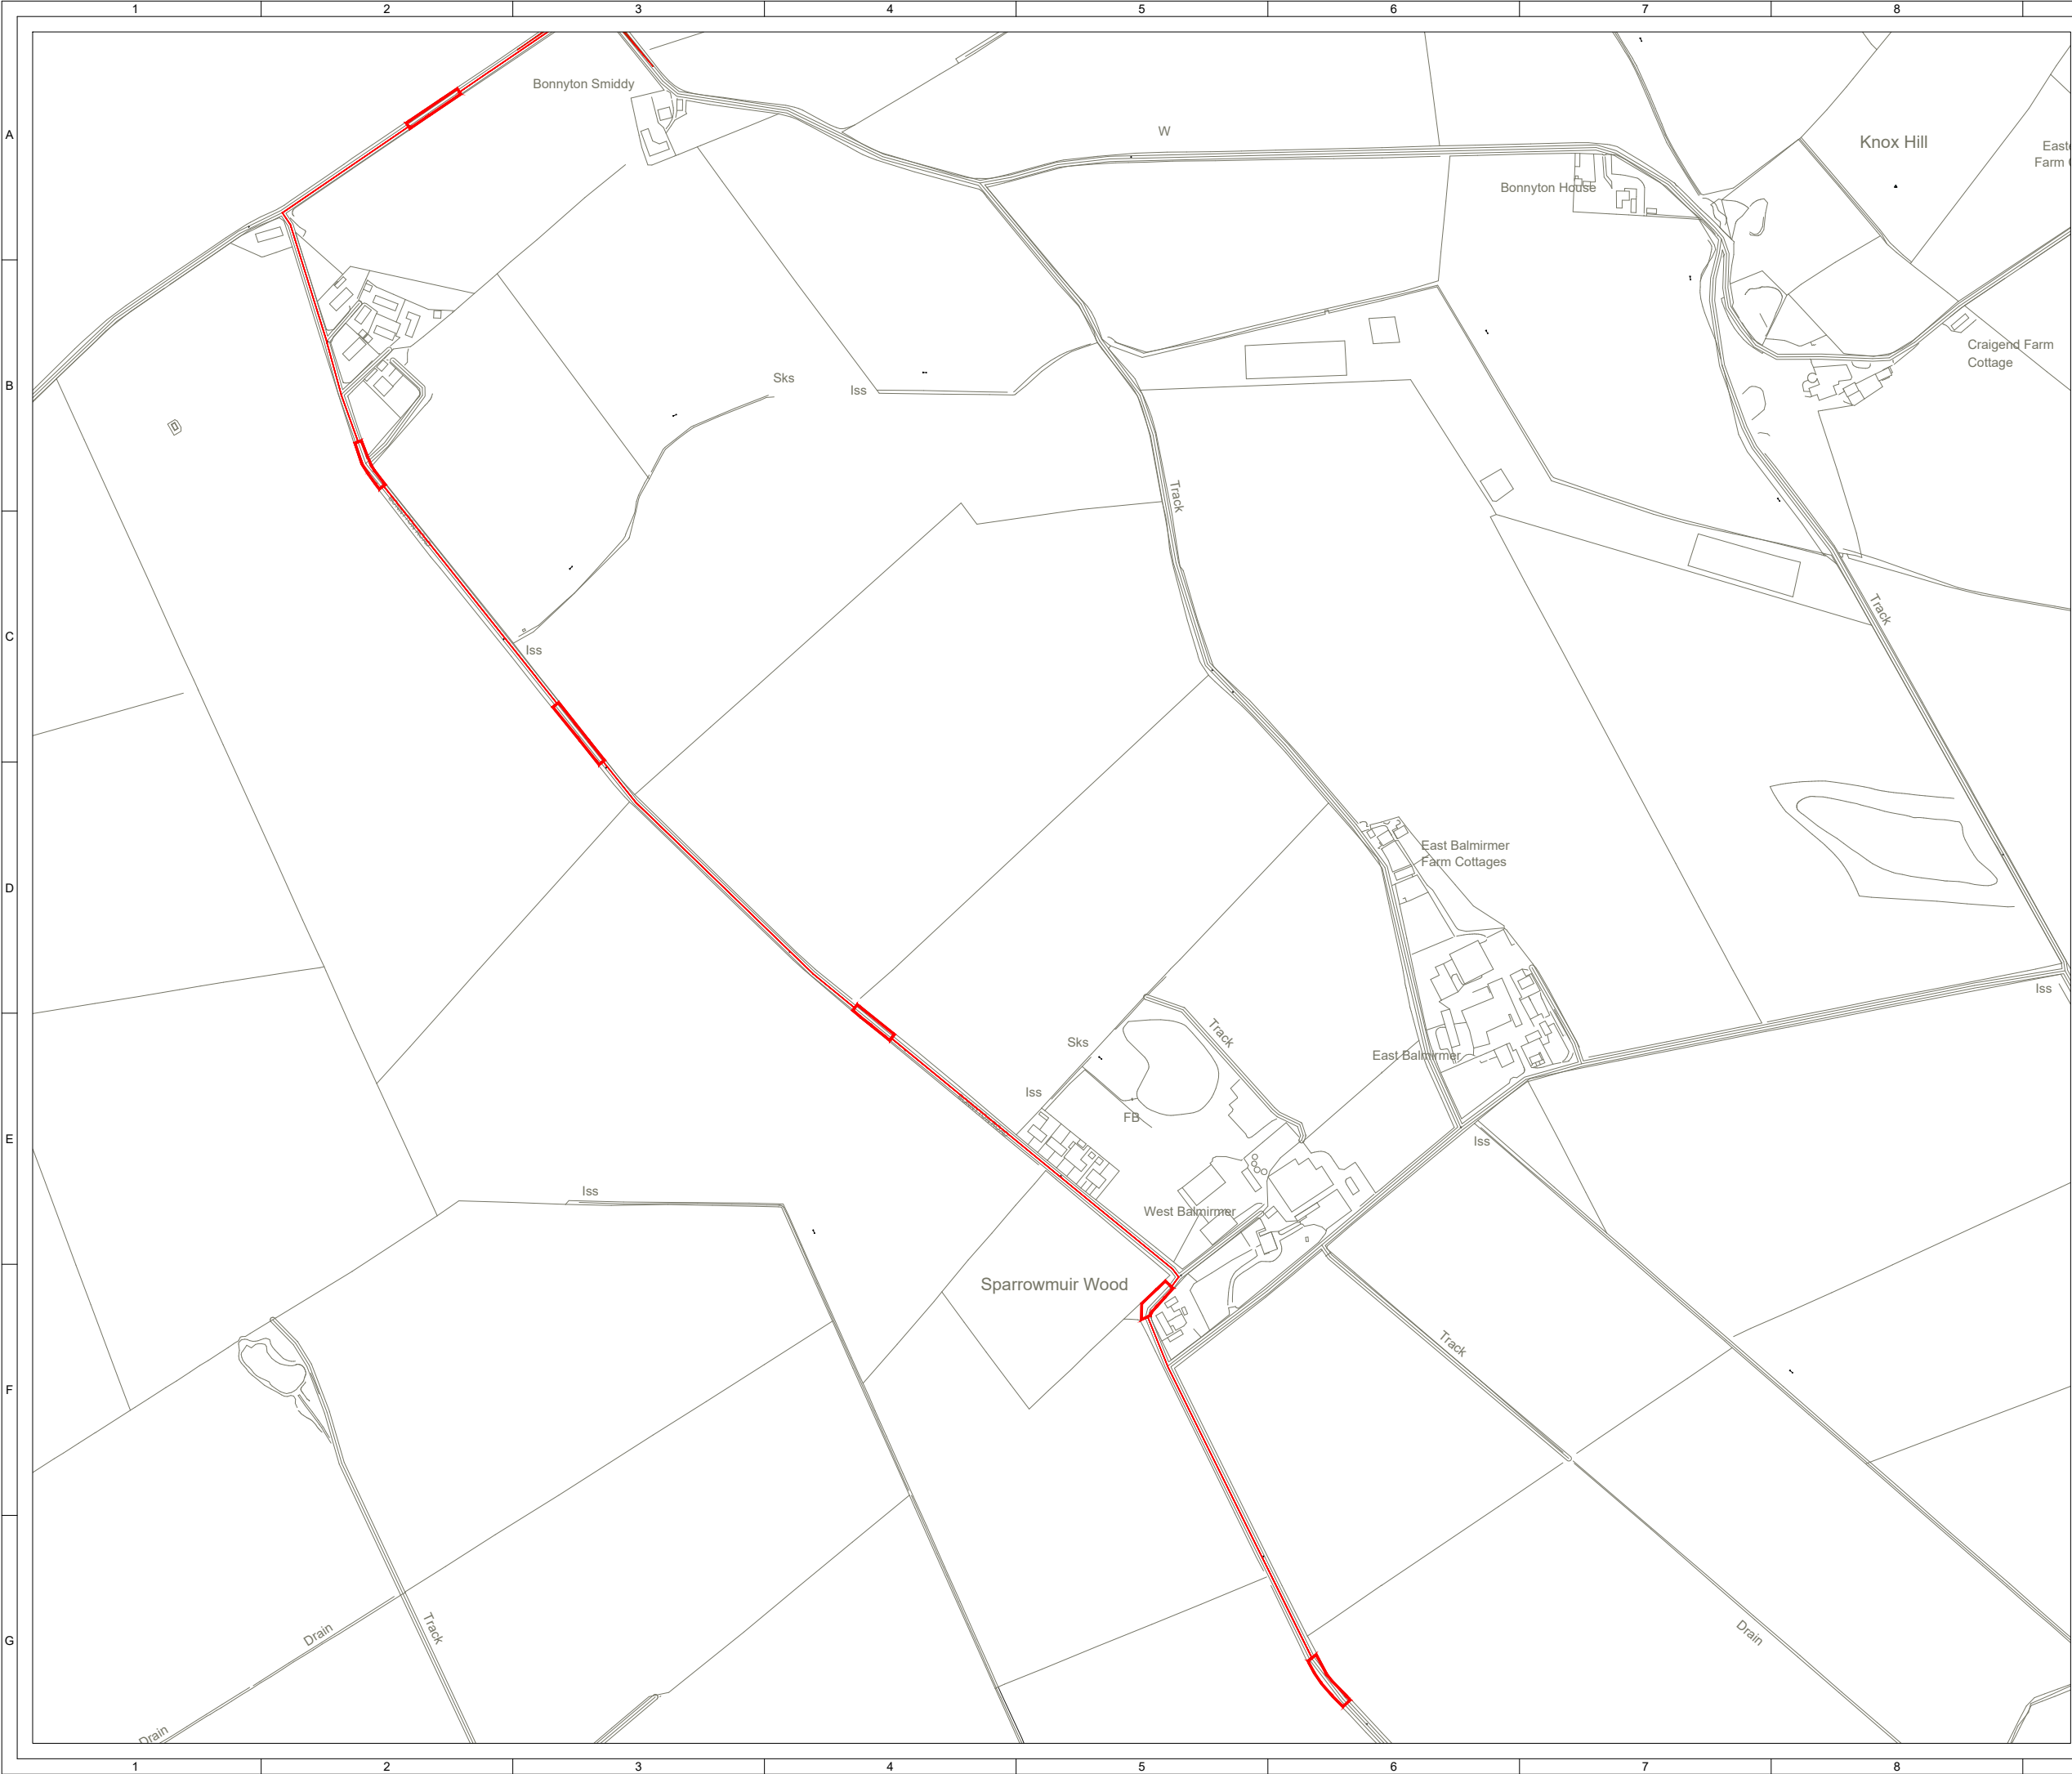 1 2 3 4 5 6 7 8
Bonnyton Smiddy
A
W
Knox Hill
Farm
Bonnyton House
Craigend Farm
Cottage
B
Sks
Iss
Track
C
Iss
Track
East Balmirmer
Farm Cottages
D
Iss
Sks
Track
East Balmirmer
Iss
FB
E
Iss
Iss
West Balmirmer
Sparrowmuir Wood
Track
F
Drain
Track
Drain
G
Drain
1 2 3 4 5 6 7 8